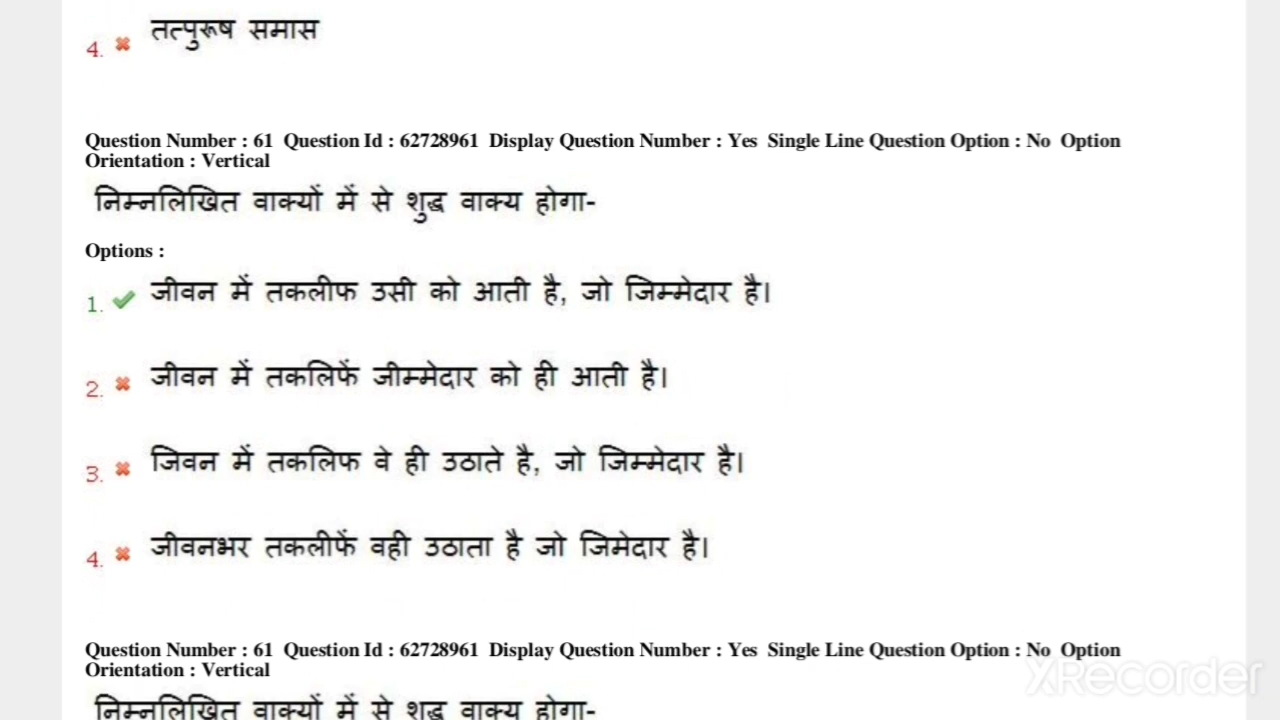 4. तत्पुरूष समास
Question Number : 61 Question Id : 62728961 Display Question Number : Yes Single Line Question Option : No Option
Orientation : Vertical
निम्नलिखित वाक्यों में से शुद्ध वाक्य होगा-
Options :
1. जीवन में तकलीफ उसी को आती है, जो जिम्मेदार है।
2. जीवन में तकलिफें जीम्मेदार को ही आती है।
3. जिवन में तकलिफ वे ही उठाते है, जो जिम्मेदार है।
4. जीवनभर तकलीफें वही उठाता है जो जिमेदार है।
Question Number : 61 Question Id : 62728961 Display Question Number : Yes Single Line Question Option : No Option
Orientation : Vertical
निम्नलिखित वाक्यों में से शुद्ध वाक्य होगा-
XRecorder